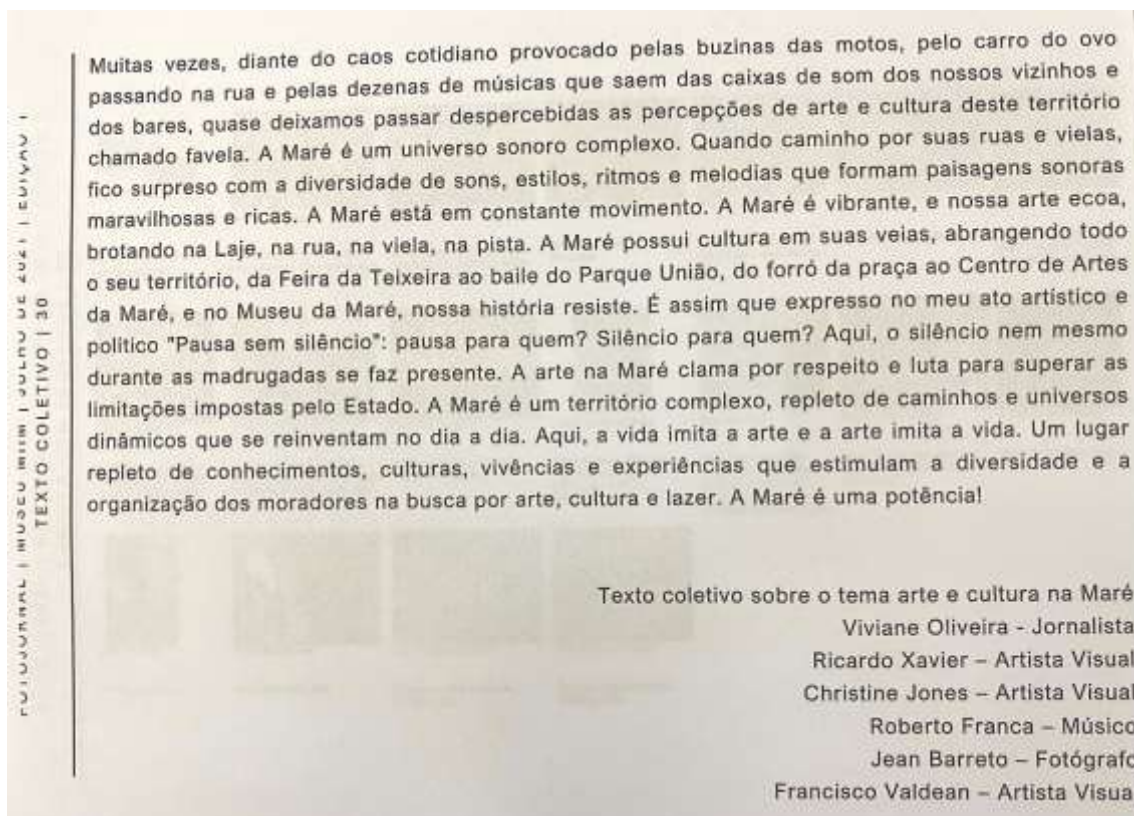 Muitas vezes, diante do caos cotidiano provocado pelas buzinas das motos, pelo carro do ovo
passando na rua e pelas dezenas de músicas que saem das caixas de som dos nossos vizinhos e
dos bares, quase deixamos passar despercebidas as percepções de arte e cultura deste território
chamado favela. A Maré é um universo sonoro complexo. Quando caminho por suas ruas e vielas,
fico surpreso com a diversidade de sons, estilos, ritmos e melodias que formam paisagens sonoras
maravilhosas e ricas. A Maré está em constante movimento. A Maré é vibrante, e nossa arte ecoa,
brotando na Laje, na rua, na viela, na pista. A Maré possui cultura em suas veias, abrangendo todo
o seu território, da Feira da Teixeira ao baile do Parque União, do forró da praça ao Centro de Artes
da Maré, e no Museu da Maré, nossa história resiste. É assim que expresso no meu ato artístico e
politico "Pausa sem silêncio": pausa para quem? Silêncio para quem? Aqui, o silêncio nem mesmo
durante as madrugadas se faz presente. A arte na Maré clama por respeito e luta para superar as
limitações impostas pelo Estado. A Maré é um território complexo, repleto de caminhos e universos
dinâmicos que se reinventam no dia a dia. Aqui, a vida imita a arte e a arte imita a vida. Um lugar
repleto de conhecimentos, culturas, vivências e experiências que estimulam a diversidade e a
organização dos moradores na busca por arte, cultura e lazer. A Maré é uma potência!
Texto coletivo sobre o tema arte e cultura na Maré
Viviane Oliveira - Jornalista
Ricardo Xavier – Artista Visual
Christine Jones – Artista Visual
Roberto Franca – Músico
Jean Barreto – Fotógrafo
Francisco Valdean – Artista Visual
TEXTO COLETIVO | 30